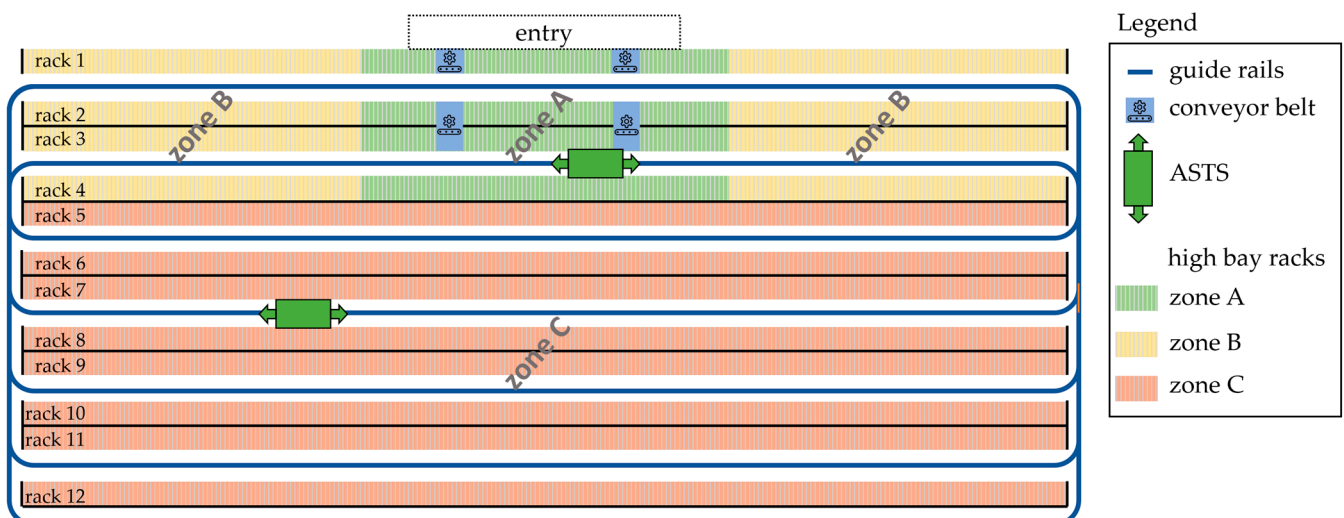 entry
rack 1
rack 2
rack 3
zone B
zone A
zone B
rack 4
rack 5
rack 6
rack 7
rack 8
rack 9
zone C
rack 10
rack 11
rack 12
Legend
guide rails
conveyor belt
ASTS
high bay racks
zone A
zone B
zone C